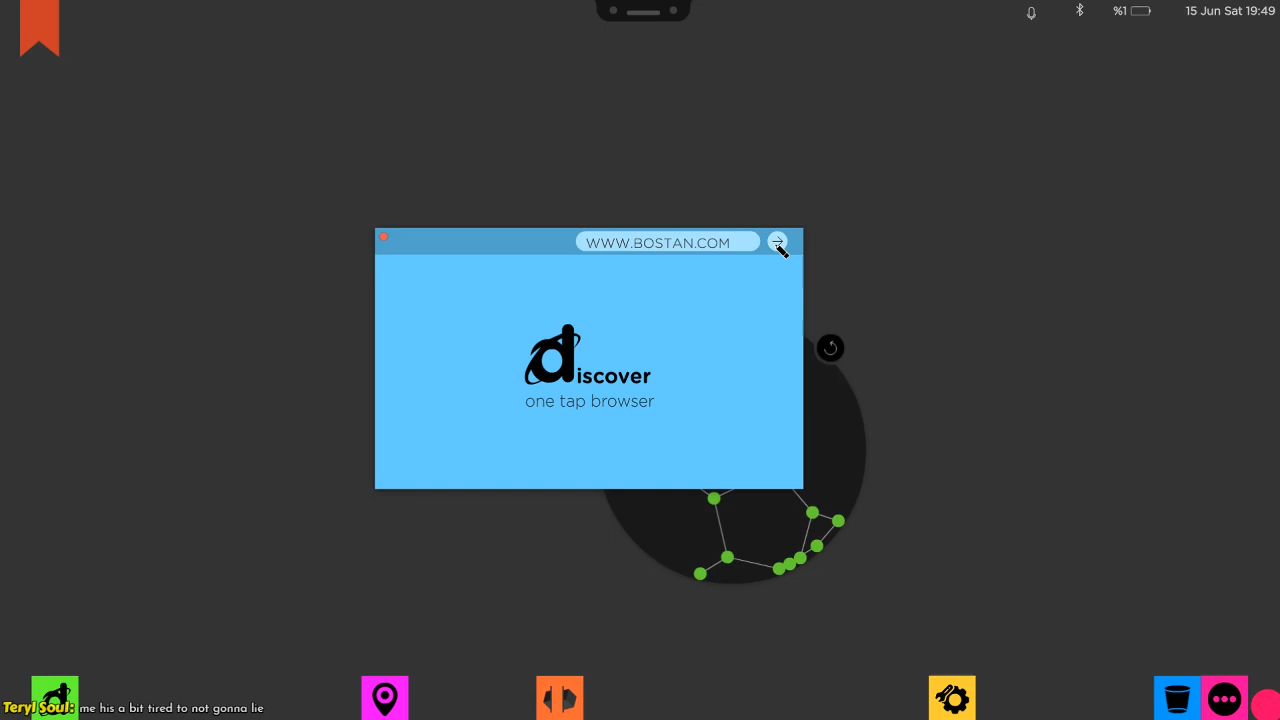 %1
15 Jun Sat 19:49
WWW.BOSTAN.COM
discover
one tap browser
Teryl Soul: me his a bit tired to not gonna lie